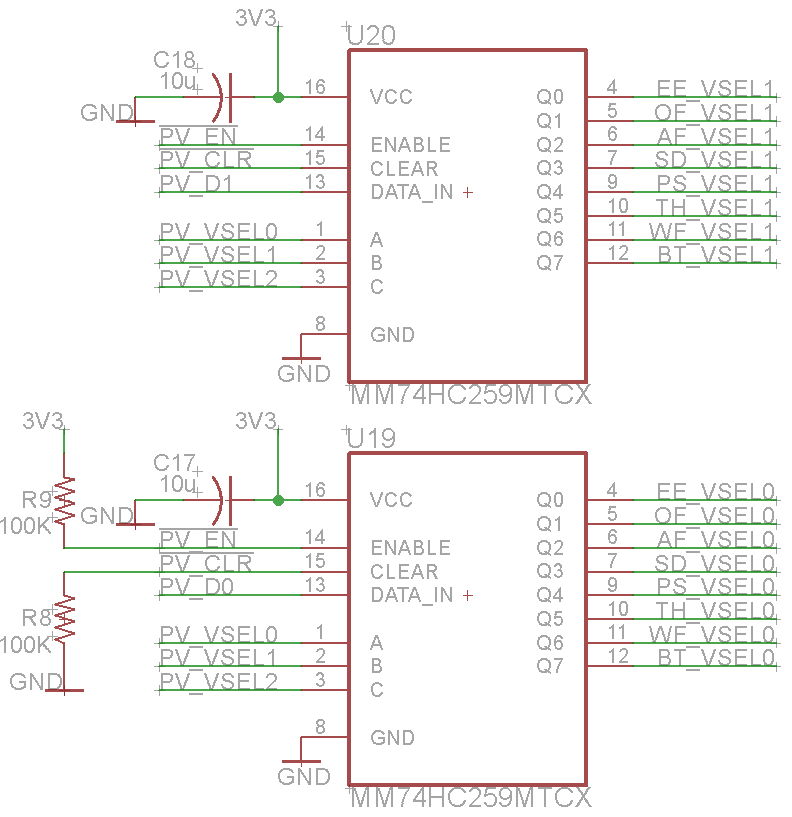 3V3
U20
C18
10u
GND
16 VCC
Q0 4 EE_VSEL1
Q1 5 OF_VSEL1
PV_EN 14 ENABLE
Q2 6 AF_VSEL1
PV_CLR 15 CLEAR
Q3 7 SD_VSEL1
PV_D1 13 DATA_IN
Q4 9 PS_VSEL1
Q5 10 TH_VSEL1
PV_VSEL0 1 A
Q6 11 WF_VSEL1
PV_VSEL1 2 B
Q7 12 BT_VSEL1
PV_VSEL2 3 C
8 GND
GND
MM74HC259MTCX
3V3
3V3
U19
C17
10u
R9
100K
GND
16 VCC
Q0 4 EE_VSEL0
Q1 5 OF_VSEL0
PV_EN 14 ENABLE
Q2 6 AF_VSEL0
PV_CLR 15 CLEAR
Q3 7 SD_VSEL0
PV_D0 13 DATA_IN
Q4 9 PS_VSEL0
R8
100K
Q5 10 TH_VSEL0
PV_VSEL0 1 A
Q6 11 WF_VSEL0
PV_VSEL1 2 B
Q7 12 BT_VSEL0
GND
PV_VSEL2 3 C
8 GND
GND
MM74HC259MTCX